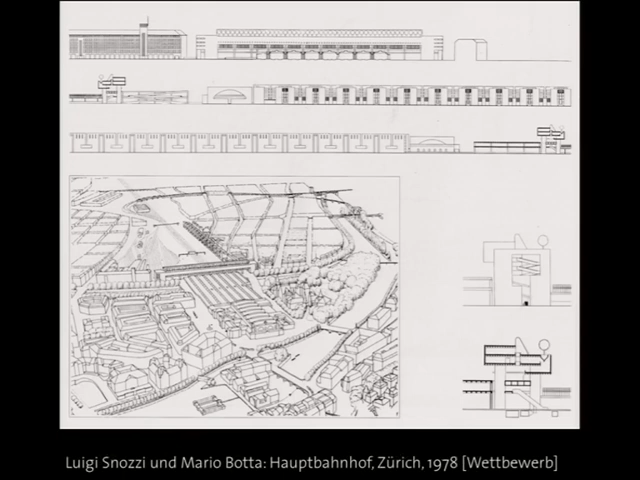 Luigi Snozzi und Mario Botta: Hauptbahnhof, Zürich, 1978 [Wettbewerb]